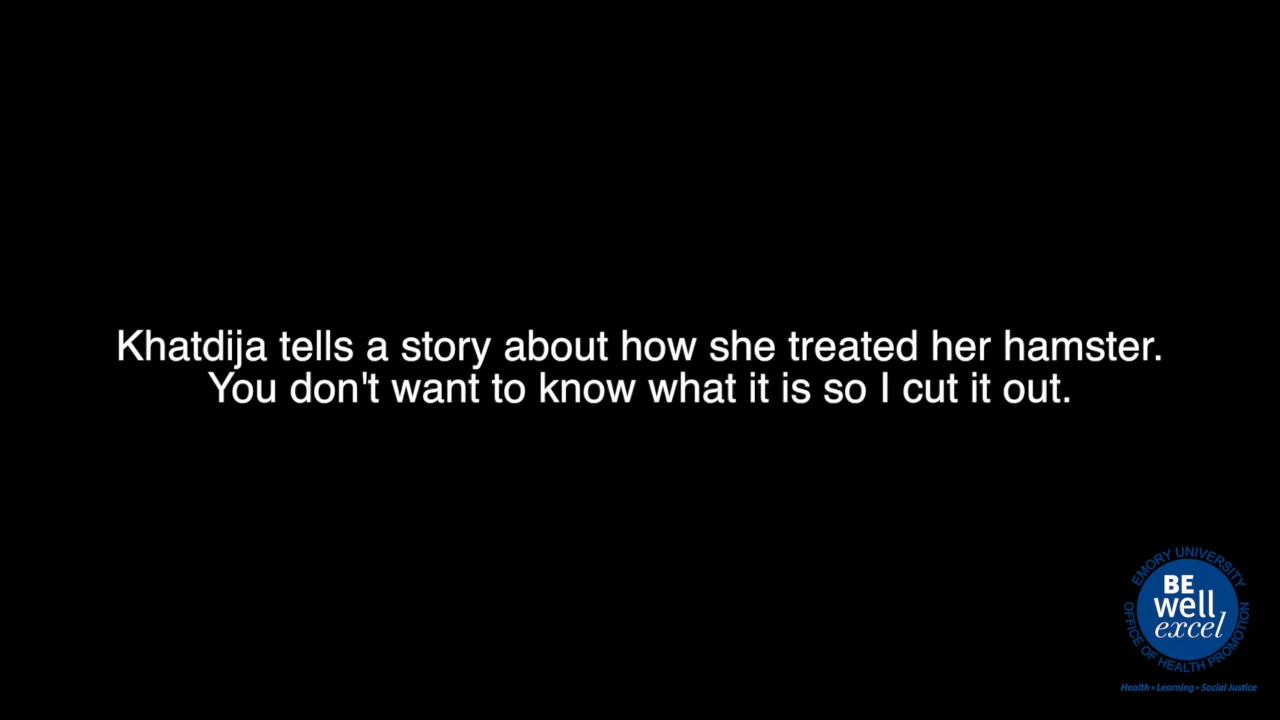 Khatdija tells a story about how she treated her hamster.
You don't want to know what it is so I cut it out.
EMORY UNIVERSITY
BE
well
excel
OFFICE OF HEALTH PROMOTION
Health • Learning • Social Justice